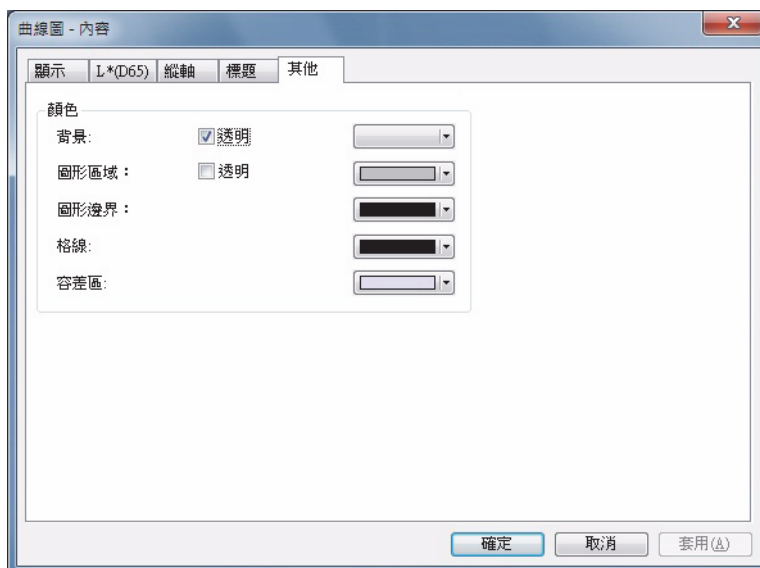 曲線圖 - 內容
顯示 L*(D65) 縱軸 標題 其他
顏色
背景: 透明
圖形區域： 透明
圖形邊界：
格線:
容差區:
確定 取消 套用(A)